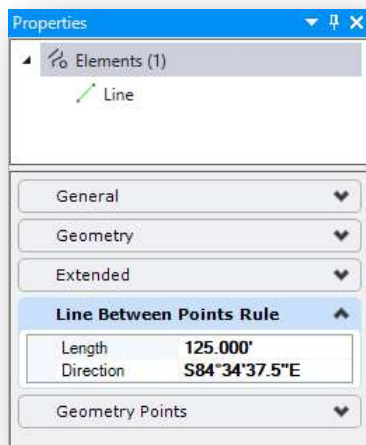 Properties
Elements (1)
Line
General
Geometry
Extended
Line Between Points Rule
Length 125.000'
Direction S84°34'37.5"E
Geometry Points